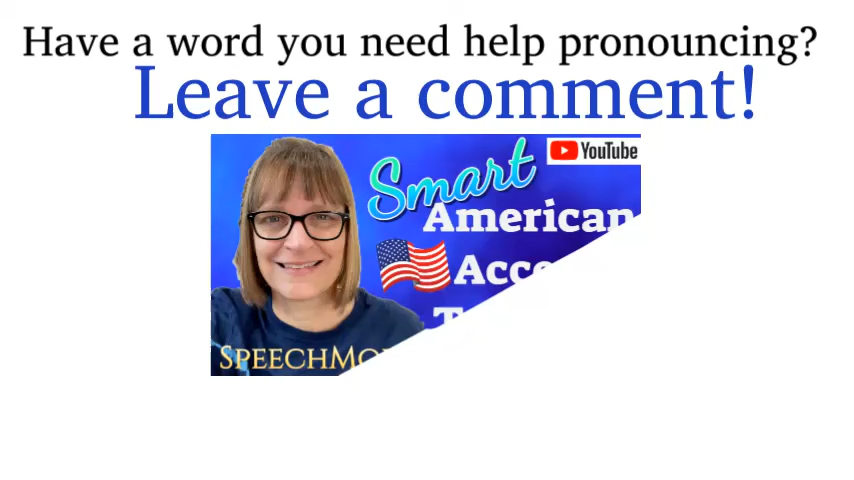 Have a word you need help pronouncing?
Leave a comment!
YouTube
Smart
American